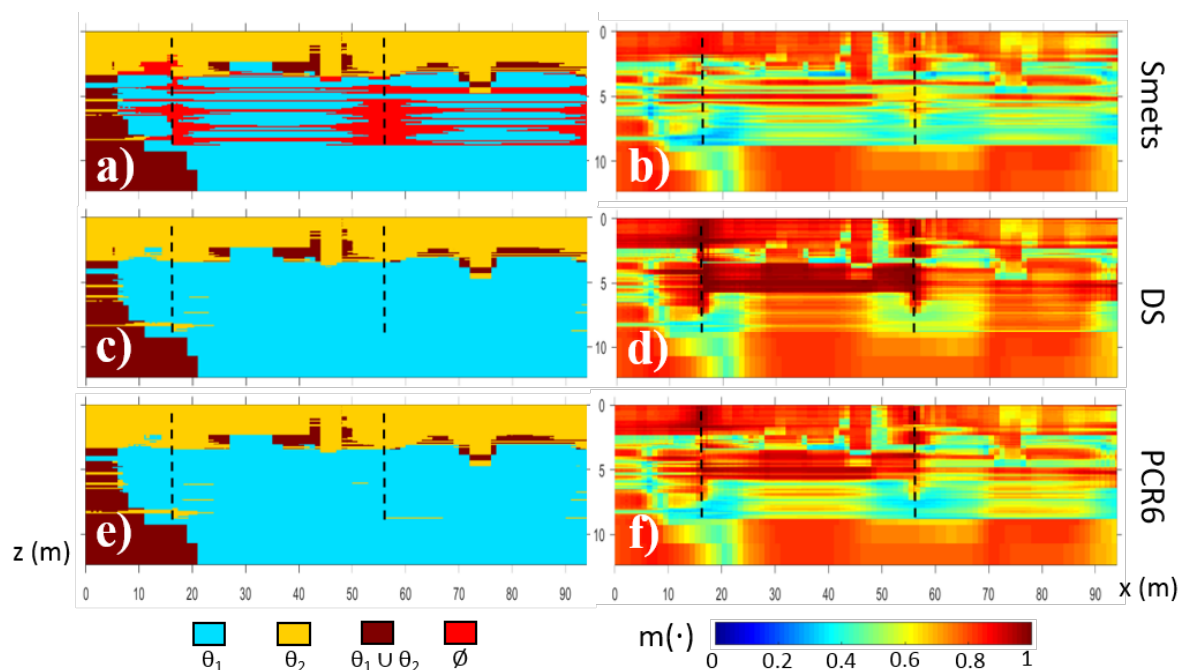 0
5
10
a)
b)
Smets
0
5
10
c)
d)
DS
0
5
10
e)
f)
PCR6
z (m)
0 10 20 30 40 50 60 70 80 90
0 10 20 30 40 50 60 70 80 90
x (m)
θ₁ θ₂ θ₁ ∪ θ₂ Ø
m(·)
0 0.2 0.4 0.6 0.8 1